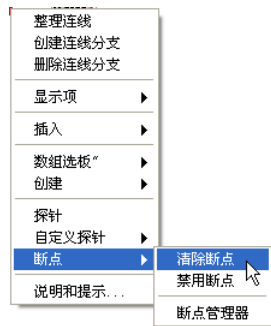 整理连线
创建连线分支
删除连线分支
显示项
插入
数组选板“
创建
探针
自定义探针
断点
说明和提示...
清除断点
禁用断点
断点管理器